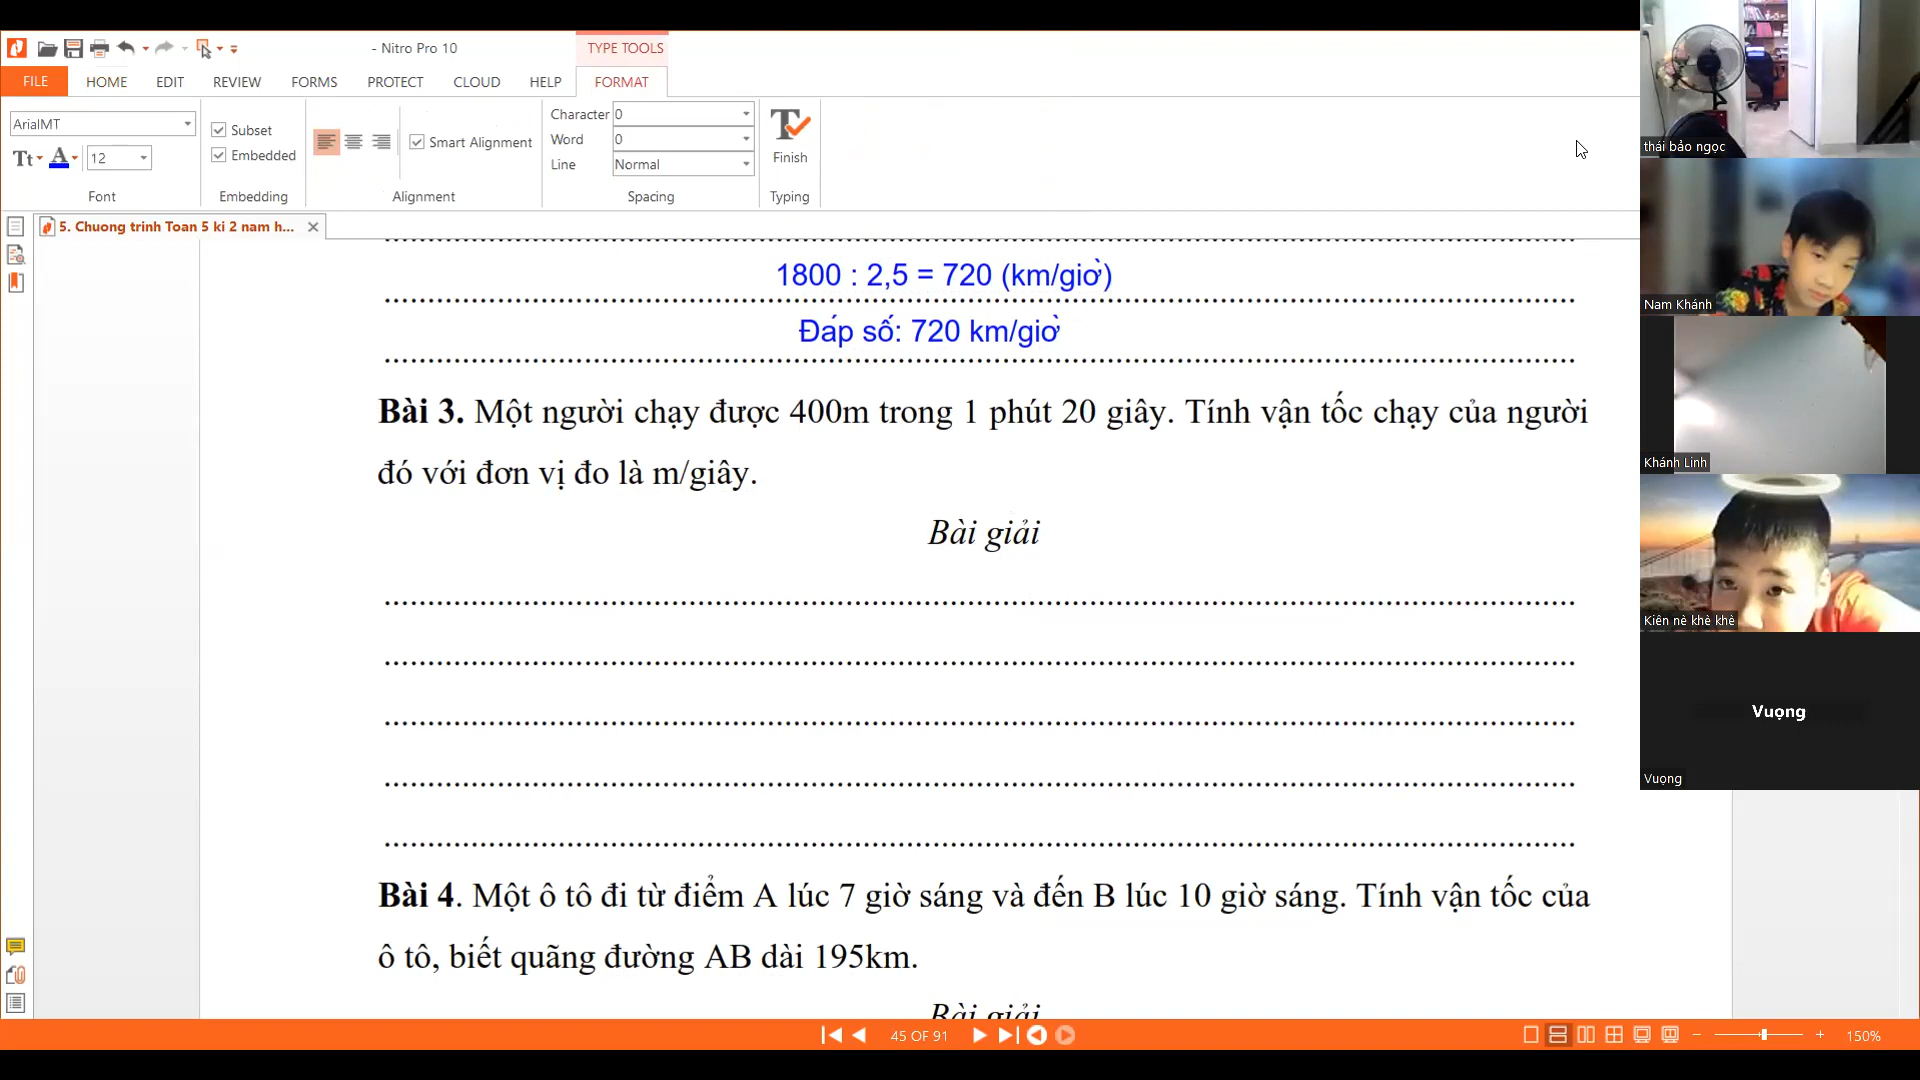 - Nitro Pro 10
TYPE TOOLS
FILE
HOME
EDIT
REVIEW
FORMS
PROTECT
CLOUD
HELP
FORMAT
ArialMT
Subset
Embedded
Smart Alignment
Character 0
Word 0
Line Normal
Finish
Tt A 12
Font
Embedding
Alignment
Spacing
Typing
5. Chuong trinh Toan 5 ki 2 nam h...
1800 : 2,5 = 720 (km/giờ)
Đáp số: 720 km/giờ
Bài 3. Một người chạy được 400m trong 1 phút 20 giây. Tính vận tốc chạy của người
đó với đơn vị đo là m/giây.
Bài giải
Bài 4. Một ô tô đi từ điểm A lúc 7 giờ sáng và đến B lúc 10 giờ sáng. Tính vận tốc của
ô tô, biết quãng đường AB dài 195km.
Bài giải
45 OF 91
150%
thái bảo ngọc
Nam Khánh
Khánh Linh
Kiên nè khè khè
Vuọng
Vuọng